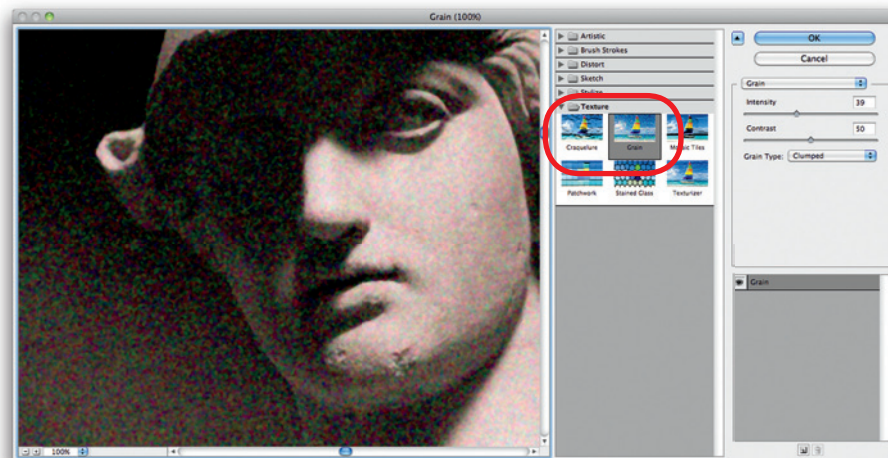 Grain (100%)
Artistic
Brush Strokes
Distort
Sketch
Stylize
Texture
Craquelure
Grain
Mosaic Tiles
Patchwork
Stained Glass
Texturizer
OK
Cancel
Grain
Intensity 39
Contrast 50
Grain Type: Clumped
Grain
100%